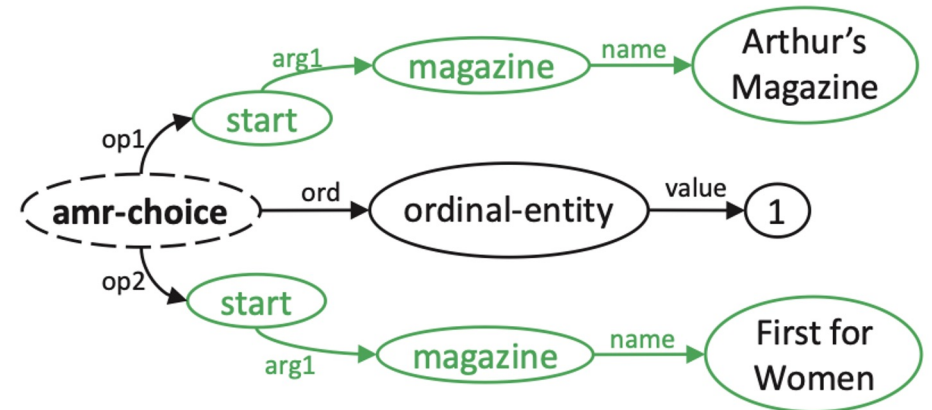 arg1
magazine
name
Arthur’s
Magazine
start
op1
amr-choice
ord
ordinal-entity
value
1
op2
start
arg1
magazine
name
First for
Women